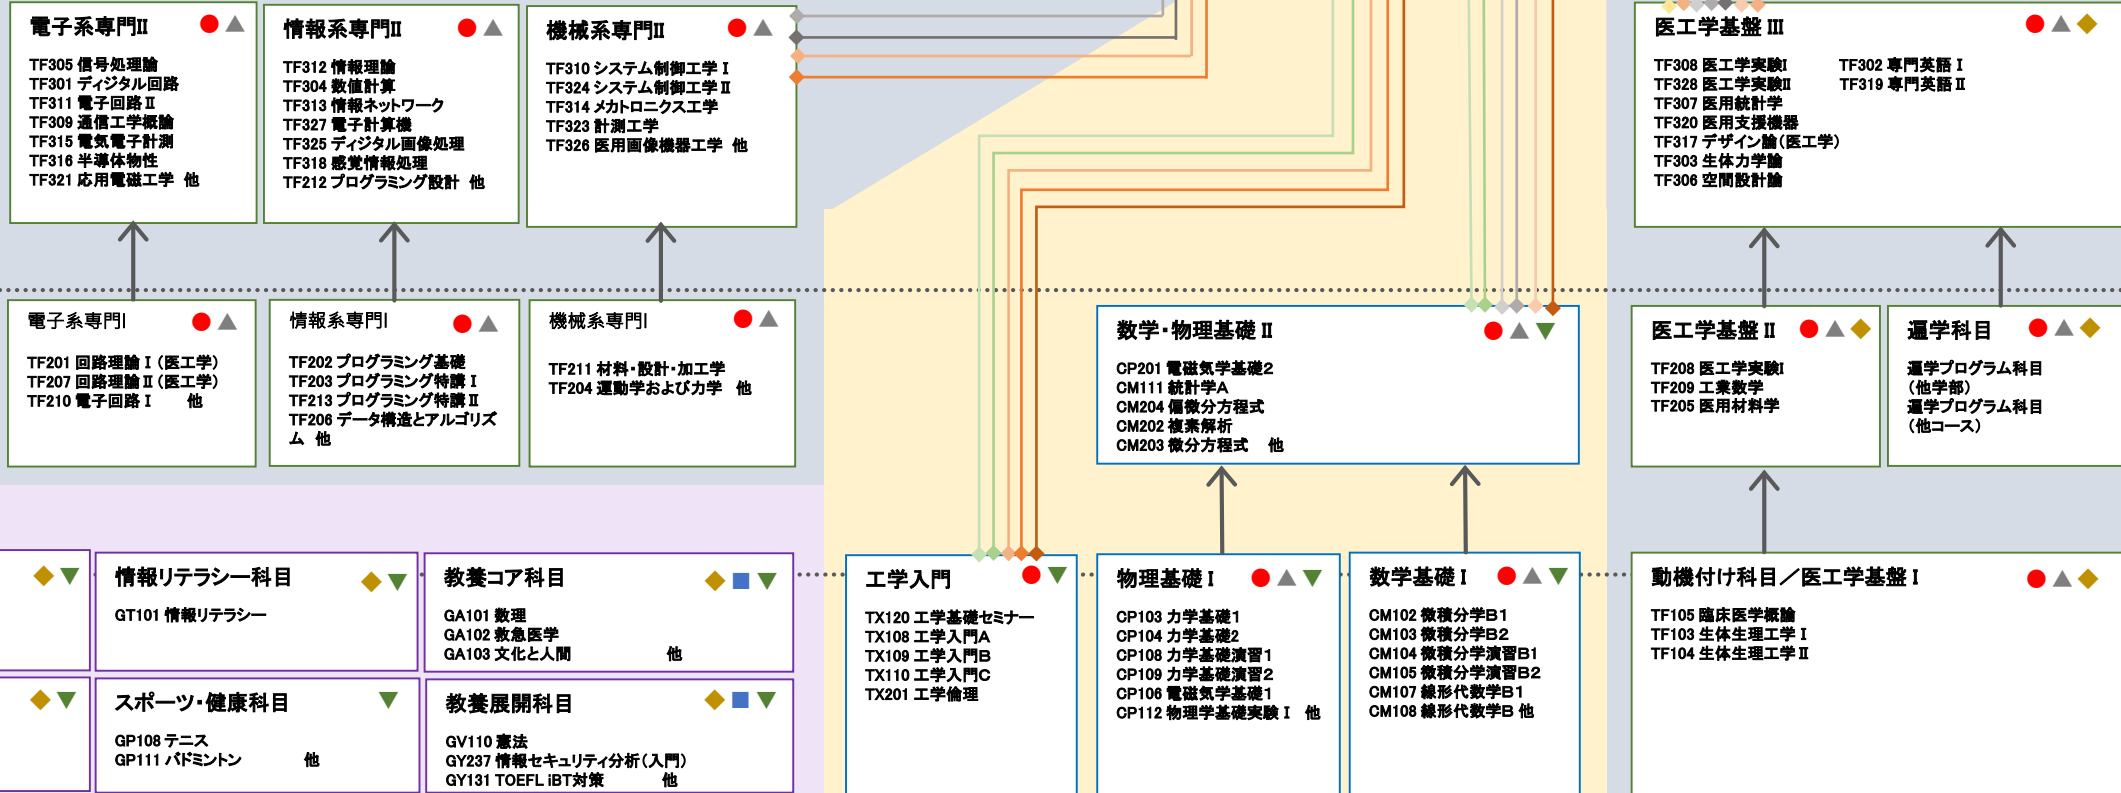 電子系専門Ⅱ
TF305 信号処理論
TF301 ディジタル回路
TF311 電子回路Ⅱ
TF309 通信工学概論
TF315 電気電子計測
TF316 半導体物性
TF321 応用電磁工学 他
情報系専門Ⅱ
TF312 情報理論
TF304 数値計算
TF313 情報ネットワーク
TF327 電子計算機
TF325 ディジタル画像処理
TF318 感覚情報処理
TF212 プログラミング設計 他
機械系専門Ⅱ
TF310 システム制御工学Ⅰ
TF324 システム制御工学Ⅱ
TF314 メカトロニクス工学
TF323 計測工学
TF326 医用画像機器工学 他
医工学基盤Ⅲ
TF308 医工学実験Ⅰ
TF328 医工学実験Ⅱ
TF307 医用統計学
TF320 医用支援機器
TF317 デザイン論(医工学)
TF303 生体力学論
TF306 空間設計論
TF302 専門英語Ⅰ
TF319 専門英語Ⅱ
電子系専門Ⅰ
TF201 回路理論Ⅰ(医工学)
TF207 回路理論Ⅱ(医工学)
TF210 電子回路Ⅰ 他
情報系専門Ⅰ
TF202 プログラミング基礎
TF203 プログラミング特講Ⅰ
TF213 プログラミング特講Ⅱ
TF206 データ構造とアルゴリズ
ム 他
機械系専門Ⅰ
TF211 材料・設計・加工学
TF204 運動学および力学 他
数学・物理基礎Ⅱ
CP201 電磁気学基礎2
CM111 統計学A
CM204 偏微分方程式
CM202 複素解析
CM203 微分方程式 他
医工学基盤Ⅱ
TF208 医工学実験Ⅰ
TF209 工業数学
TF205 医用材料学
選学科目
選学プログラム科目
(他学部)
選学プログラム科目
(他コース)
情報リテラシー科目
GT101 情報リテラシー
教養コア科目
GA101 数理
GA102 救急医学
GA103 文化と人間 他
スポーツ・健康科目
GP108 テニス
GP111 バドミントン 他
教養展開科目
GV110 憲法
GY237 情報セキュリティ分析(入門)
GY131 TOEFL iBT対策 他
工学入門
TX120 工学基礎セミナー
TX108 工学入門A
TX109 工学入門B
TX110 工学入門C
TX201 工学倫理
物理基礎Ⅰ
CP103 力学基礎1
CP104 力学基礎2
CP108 力学基礎演習1
CP109 力学基礎演習2
CP106 電磁気学基礎1
CP112 物理学基礎実験Ⅰ 他
数学基礎Ⅰ
CM102 微積分学B1
CM103 微積分学B2
CM104 微積分学演習B1
CM105 微積分学演習B2
CM107 線形代数学B1
CM108 線形代数学B 他
動機付け科目/医工学基盤Ⅰ
TF105 臨床医学概論
TF103 生体生理工学Ⅰ
TF104 生体生理工学Ⅱ